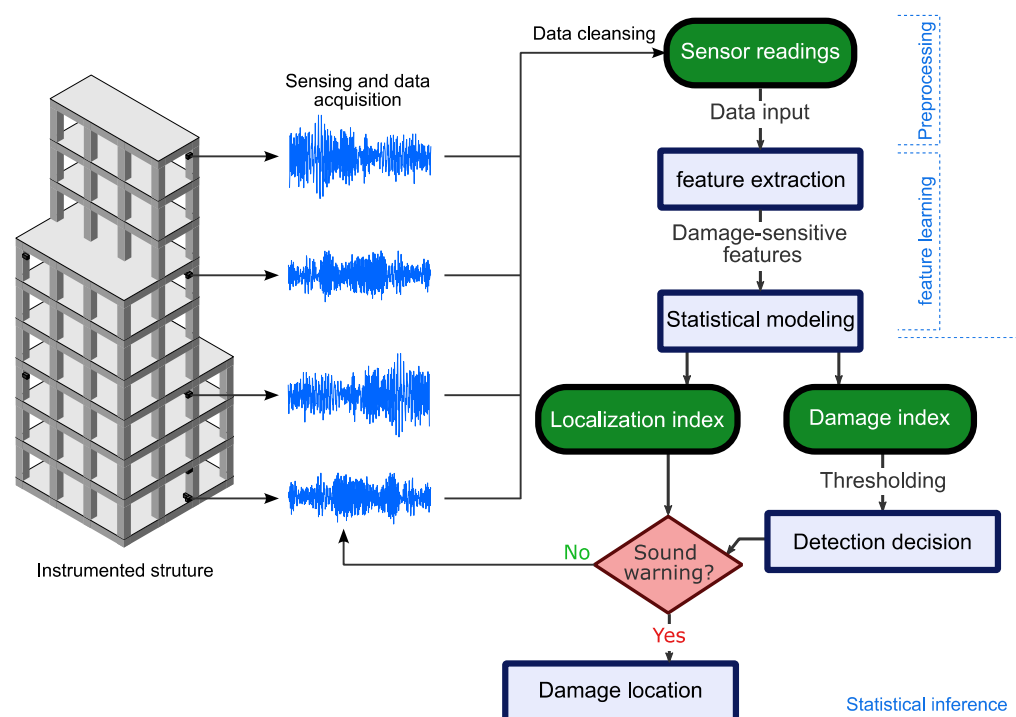 Data cleansing
Sensor readings
Preprocessing
Sensing and data
acquisition
Data input
feature extraction
feature learning
Damage-sensitive
features
Statistical modeling
Localization index
Damage index
Thresholding
Detection decision
Sound
warning?
No
Instrumented struture
Yes
Damage location
Statistical inference